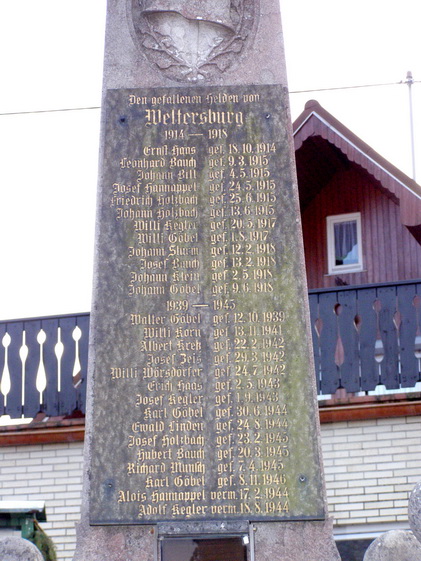 Den gefallenen Helden von
Weltersburg
1914 — 1918
Ernst Haas gef. 18.10.1914
Leonhard Bauch gef. 9.3.1915
Johann Bill gef. 4.5.1915
Josef Hannappel gef. 24.5.1915
Friedrich Holzbach gef. 25.6.1915
Johann Holzbach gef. 13.6.1915
Willi Kegler gef. 20.5.1917
Willi Göbel gef. 1.8.1917
Johann Sturm gef. 12.2.1918
Josef Bauch gef. 13.2.1918
Johann Klein gef. 2.5.1918
Johann Göbel gef. 9.6.1918
1939 — 1945
Walter Göbel gef. 12.10.1939
Willi Korn gef. 13.11.1941
Albert Kreß gef. 22.2.1942
Josef Zeis gef. 29.3.1942
Willi Wörsdörfer gef. 24.7.1942
Erich Haas gef. 2.5.1943
Josef Kegler gef. 1.9.1943
Karl Göbel gef. 30.6.1944
Ewald Linden gef. 24.8.1944
Josef Holzbach gef. 23.2.1945
Hubert Bauch gef. 20.3.1945
Richard Münch gef. 7.4.1945
Karl Göbel gef. 8.11.1946
Alois Hannappel verm. 17.2.1944
Adolf Kegler verm. 18.8.1944